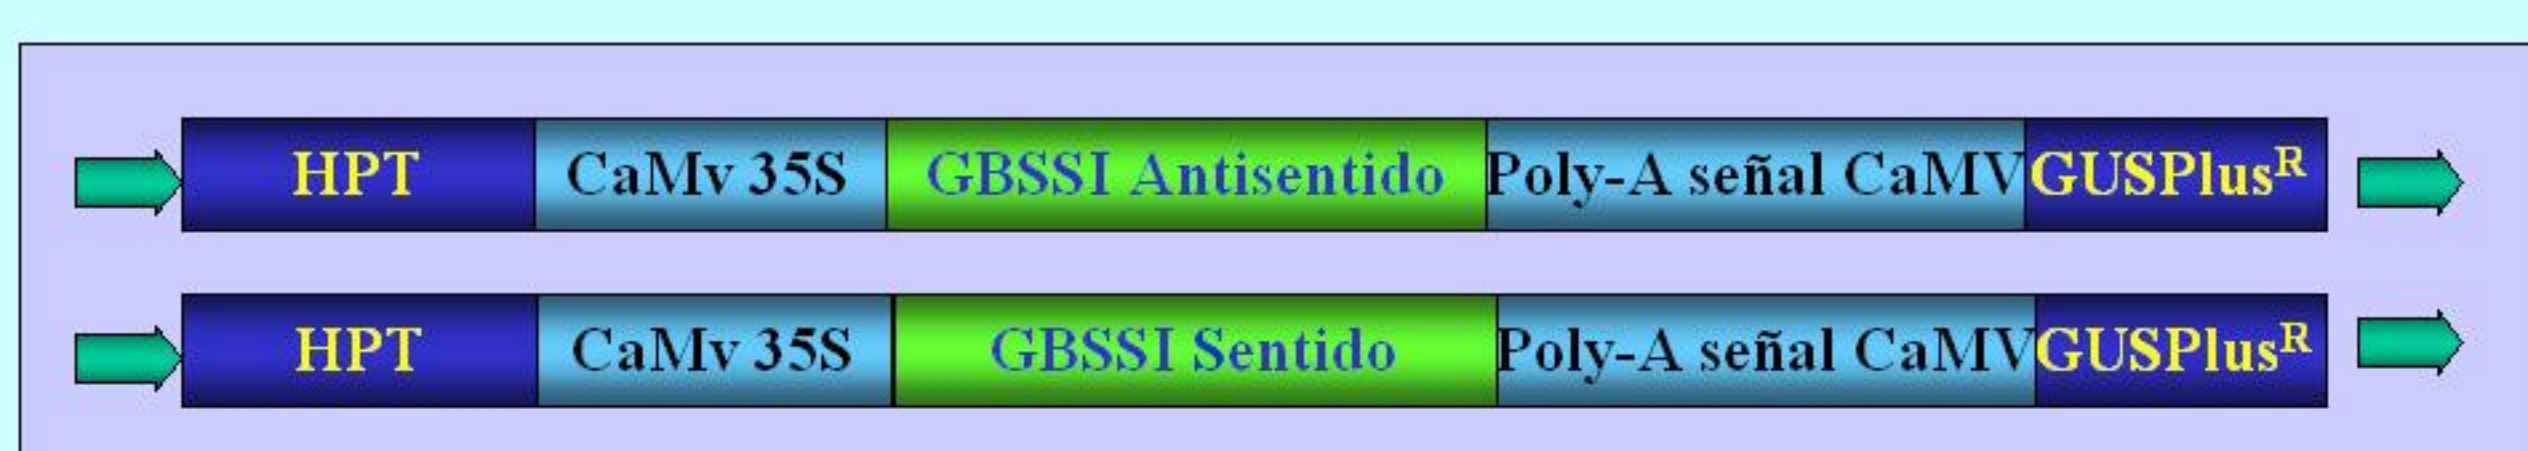 HPT CaMv 35S GBSSI Antisentido Poly-A señal CaMV GUSPlusᴿ
HPT CaMv 35S GBSSI Sentido Poly-A señal CaMV GUSPlusᴿ